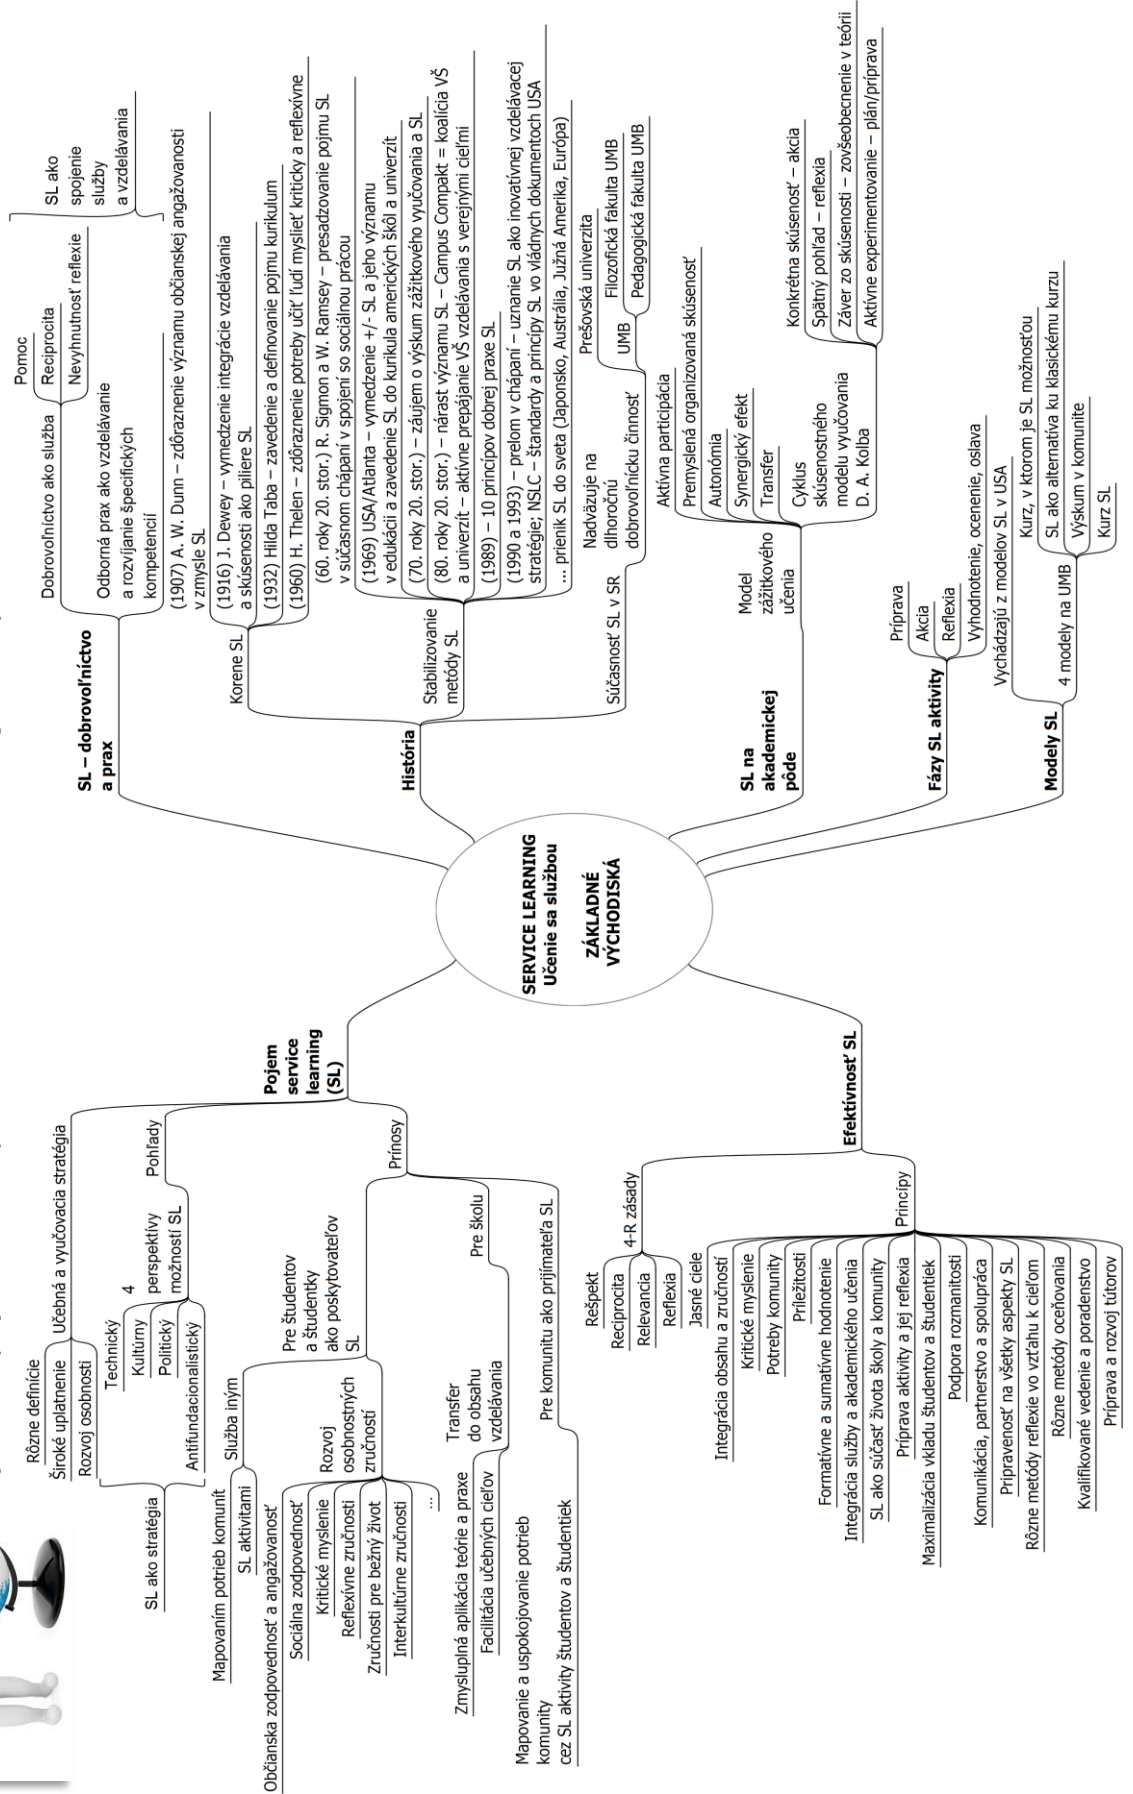 SERVICE LEARNING
Učenie sa službou
ZÁKLADNÉ
VÝCHODISKÁ
Pojem
service
learning
(SL)
Učebná a vyučovacia stratégia
Rôzne definície
Široké uplatnenie
Rozvoj osobnosti
Pohľady
4
perspektívy
možností SL
Technický
Kultúrny
Politický
Antifundacionalistický
SL ako stratégia
Prínosy
Pre študentov
a študentky
ako poskytovateľov
SL
Služba iným
Mapovaním potrieb komunít
SL aktivitami
Rozvoj
osobnostných
zručností
Občianska zodpovednosť a angažovanosť
Sociálna zodpovednosť
Kritické myslenie
Reflexívne zručnosti
Zručnosti pre bežný život
Interkultúrne zručnosti
...
Pre školu
Transfer
do obsahu
vzdelávania
Zmysluplná aplikácia teórie a praxe
Facilitácia učebných cieľov
Pre komunitu ako prijímateľa SL
Mapovanie a uspokojovanie potrieb
komunity
cez SL aktivity študentov a študentiek
Efektívnosť SL
4-R zásady
Rešpekt
Reciprocita
Relevancia
Reflexia
Princípy
Jasné ciele
Integrácia obsahu a zručností
Kritické myslenie
Potreby komunity
Príležitosti
Formatívne a sumatívne hodnotenie
Integrácia služby a akademického učenia
SL ako súčasť života školy a komunity
Príprava aktivity a jej reflexia
Maximalizácia vkladu študentov a študentiek
Podpora rozmanitosti
Komunikácia, partnerstvo a spolupráca
Pripravenosť na všetky aspekty SL
Rôzne metódy reflexie vo vzťahu k cieľom
Rôzne metódy oceňovania
Kvalifikované vedenie a poradenstvo
Príprava a rozvoj tútorov
SL – dobrovoľníctvo
a prax
Dobrovoľníctvo ako služba
Pomoc
Reciprocita
Nevyhnutnosť reflexie
Odborná prax ako vzdelávanie
a rozvíjanie špecifických
kompetencií
SL ako
spojenie
služby
a vzdelávania
História
Korene SL
(1907) A. W. Dunn – zdôraznenie významu občianskej angažovanosti
v zmysle SL
(1916) J. Dewey – vymedzenie integrácie vzdelávania
a skúsenosti ako piliere SL
(1932) Hilda Taba – zavedenie a definovanie pojmu kurikulum
(1960) H. Thelen – zdôraznenie potreby učiť ľudí myslieť kriticky a reflexívne
Stabilizovanie
metódy SL
(60. roky 20. stor.) R. Sigmon a W. Ramsey – presadzovanie pojmu SL
v súčasnom chápaní v spojení so sociálnou prácou
(1969) USA/Atlanta – vymedzenie +/- SL a jeho významu
v edukácii a zavedenie SL do kurikula amerických škôl a univerzít
(70. roky 20. stor.) – záujem o výskum zážitkového vyučovania a SL
(80. roky 20. stor.) – nárast významu SL – Campus Compakt = koalícia VŠ
a univerzít – aktívne prepájanie VŠ vzdelávania s verejnými cieľmi
(1989) – 10 princípov dobrej praxe SL
(1990 a 1993) – prelom v chápaní – uznanie SL ako inovatívnej vzdelávacej
stratégie; NSLC – štandardy a princípy SL vo vládnych dokumentoch USA
... prienik SL do sveta (Japonsko, Austrália, Južná Amerika, Európa)
Súčasnosť SL v SR
Nadväzuje na
dlhoročnú
dobrovoľnícku činnosť
Prešovská univerzita
UMB
Filozofická fakulta UMB
Pedagogická fakulta UMB
SL na
akademickej
pôde
Model
zážitkového
učenia
Aktívna participácia
Premyslená organizovaná skúsenosť
Autonómia
Synergický efekt
Transfer
Cyklus
skúsenostného
modelu vyučovania
D. A. Kolba
Konkrétna skúsenosť – akcia
Spätný pohľad – reflexia
Záver zo skúsenosti – zovšeobecnenie v teórii
Aktívne experimentovanie – plán/príprava
Fázy SL aktivity
Príprava
Akcia
Reflexia
Vyhodnotenie, ocenenie, oslava
Modely SL
Vychádzajú z modelov SL v USA
4 modely na UMB
Kurz, v ktorom je SL možnosťou
SL ako alternatíva ku klasickému kurzu
Výskum v komunite
Kurz SL